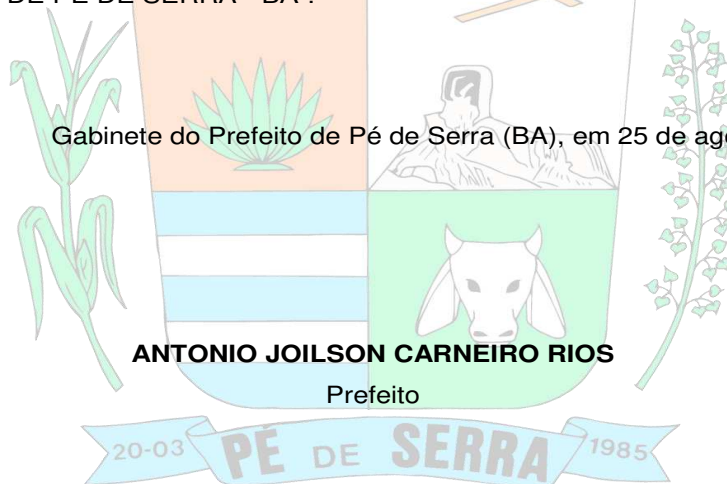 DE PÉ DE SERRA - BA .
Gabinete do Prefeito de Pé de Serra (BA), em 25 de
ANTONIO JOILSON CARNEIRO RIOS
Prefeito
20-03 PÉ DE SERRA 1985